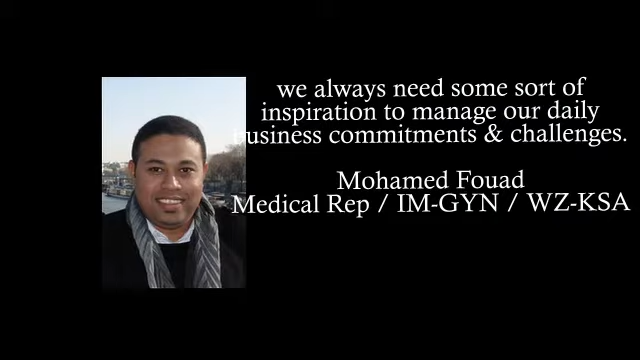 we always need some sort of
inspiration to manage our daily
business commitments & challenges.
Mohamed Fouad
Medical Rep / IM-GYN / WZ-KSA